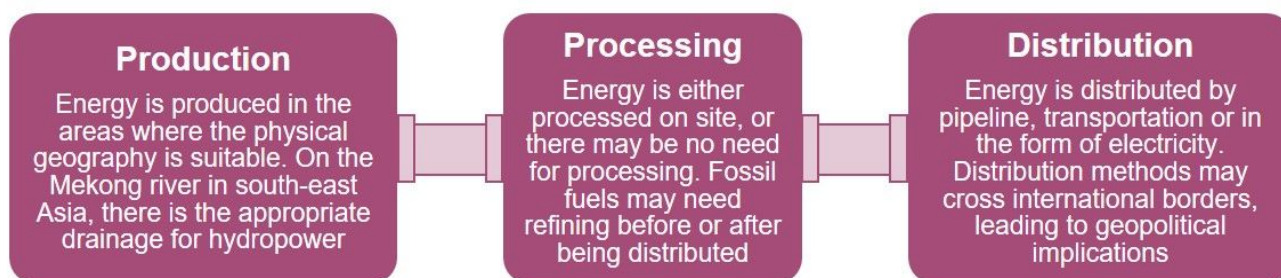 Production
Energy is produced in the
areas where the physical
geography is suitable. On the
Mekong river in south-east
Asia, there is the appropriate
drainage for hydropower
Processing
Energy is either
processed on site, or
there may be no need
for processing. Fossil
fuels may need
refining before or after
being distributed
Distribution
Energy is distributed by
pipeline, transportation or in
the form of electricity.
Distribution methods may
cross international borders,
leading to geopolitical
implications